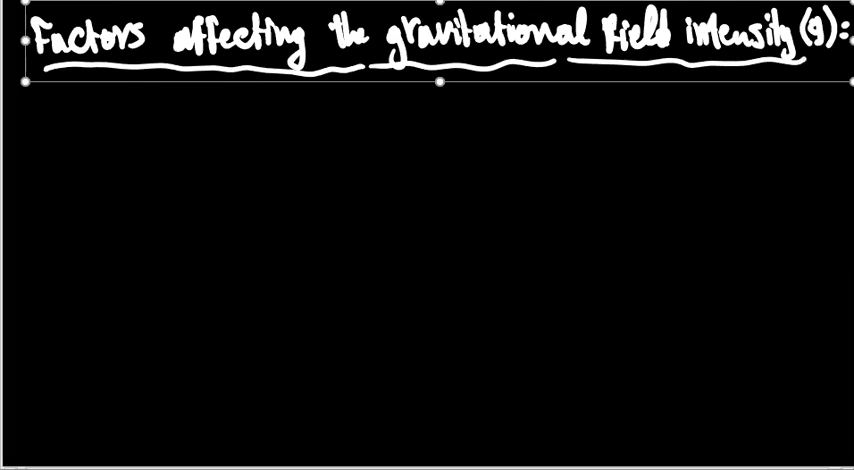 Factors affecting the gravitational field intensity (g):